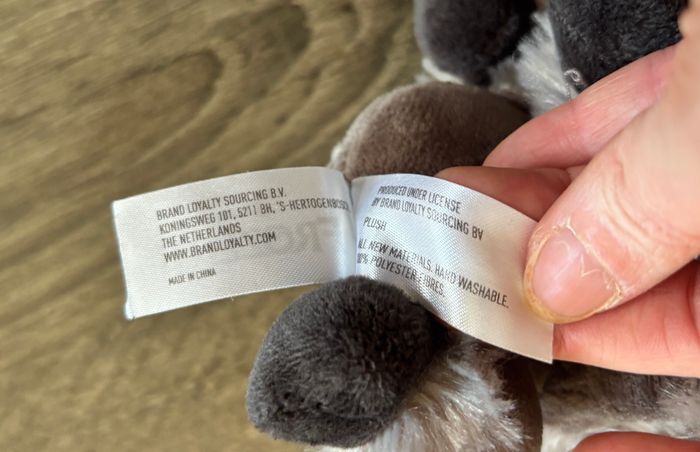 BRAND LOYALTY SOURCING B.V.
KONINGSWEG 101, 5211 BH, 'S-HERTOGENBOSCH
THE NETHERLANDS
WWW.BRANDLOYALTY.COM
MADE IN CHINA
PRODUCED UNDER LICENSE
BY BRAND LOYALTY SOURCING BV
PLUSH
ALL NEW MATERIALS. HAND WASHABLE.
100% POLYESTER FIBRES.